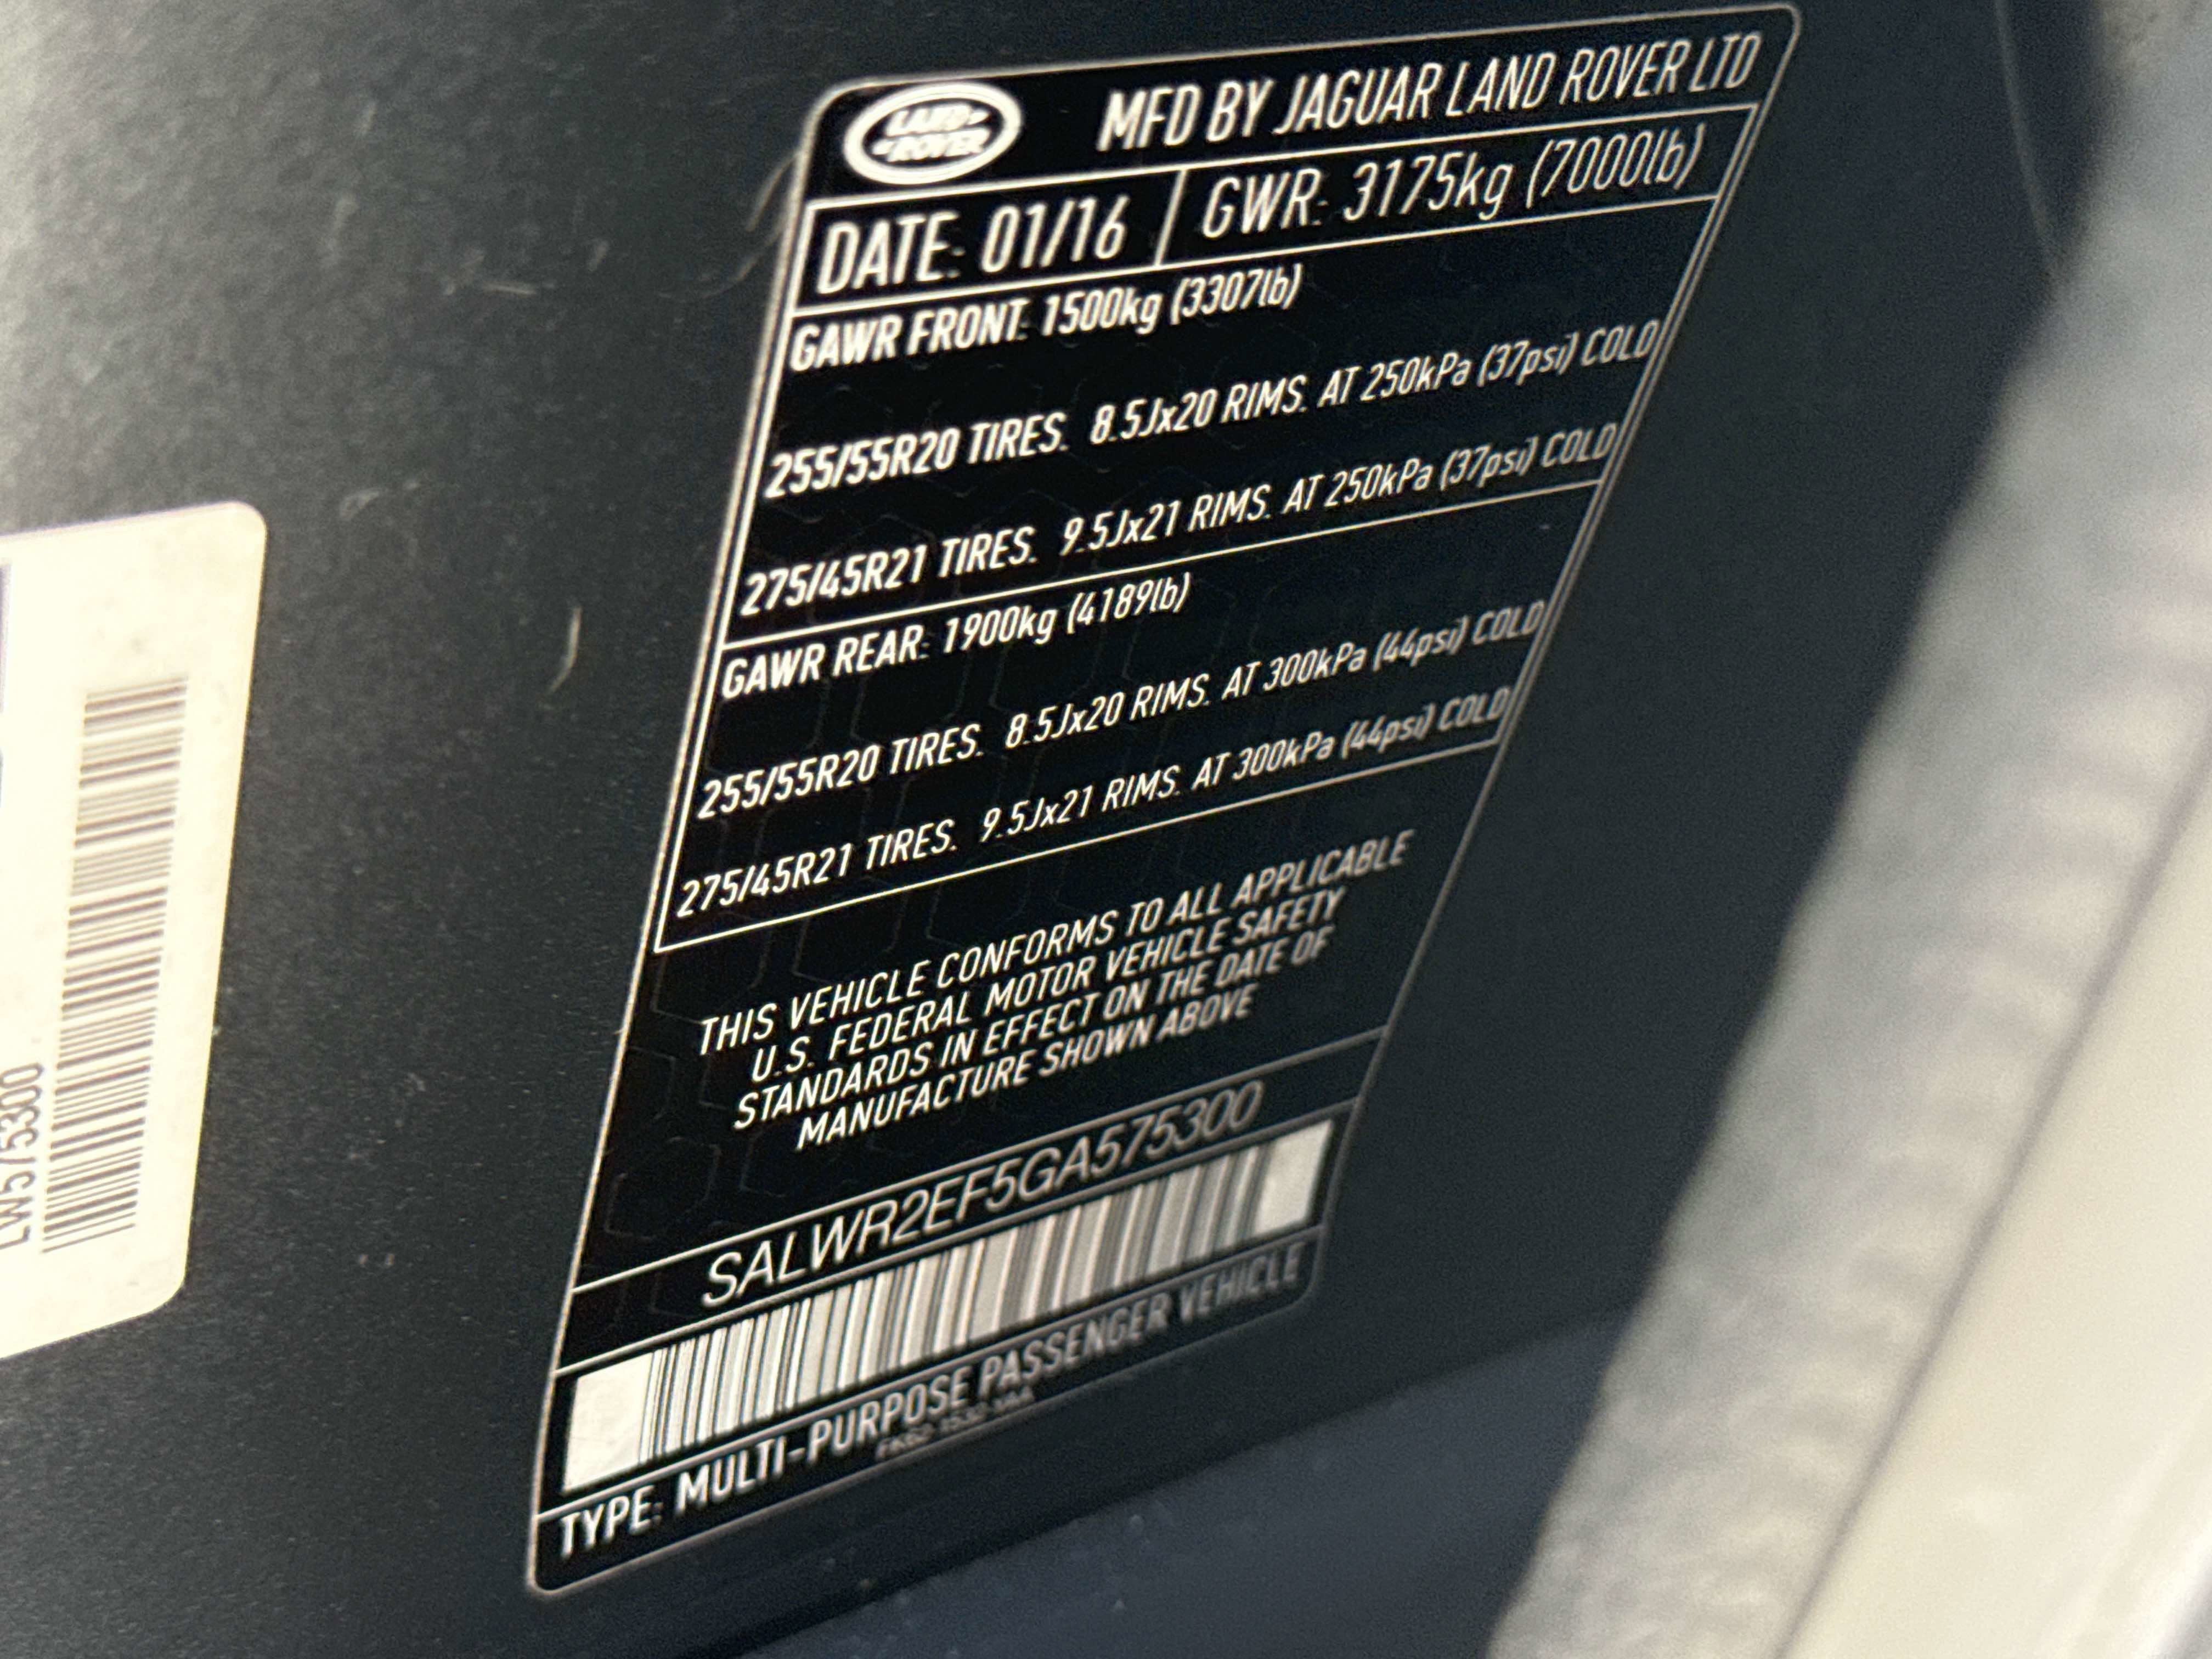 LAND-
-ROVER
MFD BY JAGUAR LAND ROVER LTD
DATE: 01/16 GWR: 3175kg (7000lb)
GAWR FRONT: 1500kg (3307lb)
255/55R20 TIRES. 8.5Jx20 RIMS. AT 250kPa (37psi) COLD
275/45R21 TIRES. 9.5Jx21 RIMS. AT 250kPa (37psi) COLD
GAWR REAR: 1900kg (4189lb)
255/55R20 TIRES. 8.5Jx20 RIMS. AT 300kPa (44psi) COLD
275/45R21 TIRES. 9.5Jx21 RIMS. AT 300kPa (44psi) COLD
THIS VEHICLE CONFORMS TO ALL APPLICABLE
U.S. FEDERAL MOTOR VEHICLE SAFETY
STANDARDS IN EFFECT ON THE DATE OF
MANUFACTURE SHOWN ABOVE
SALWR2EF5GA575300
TYPE: MULTI-PURPOSE PASSENGER VEHICLE
LW575300